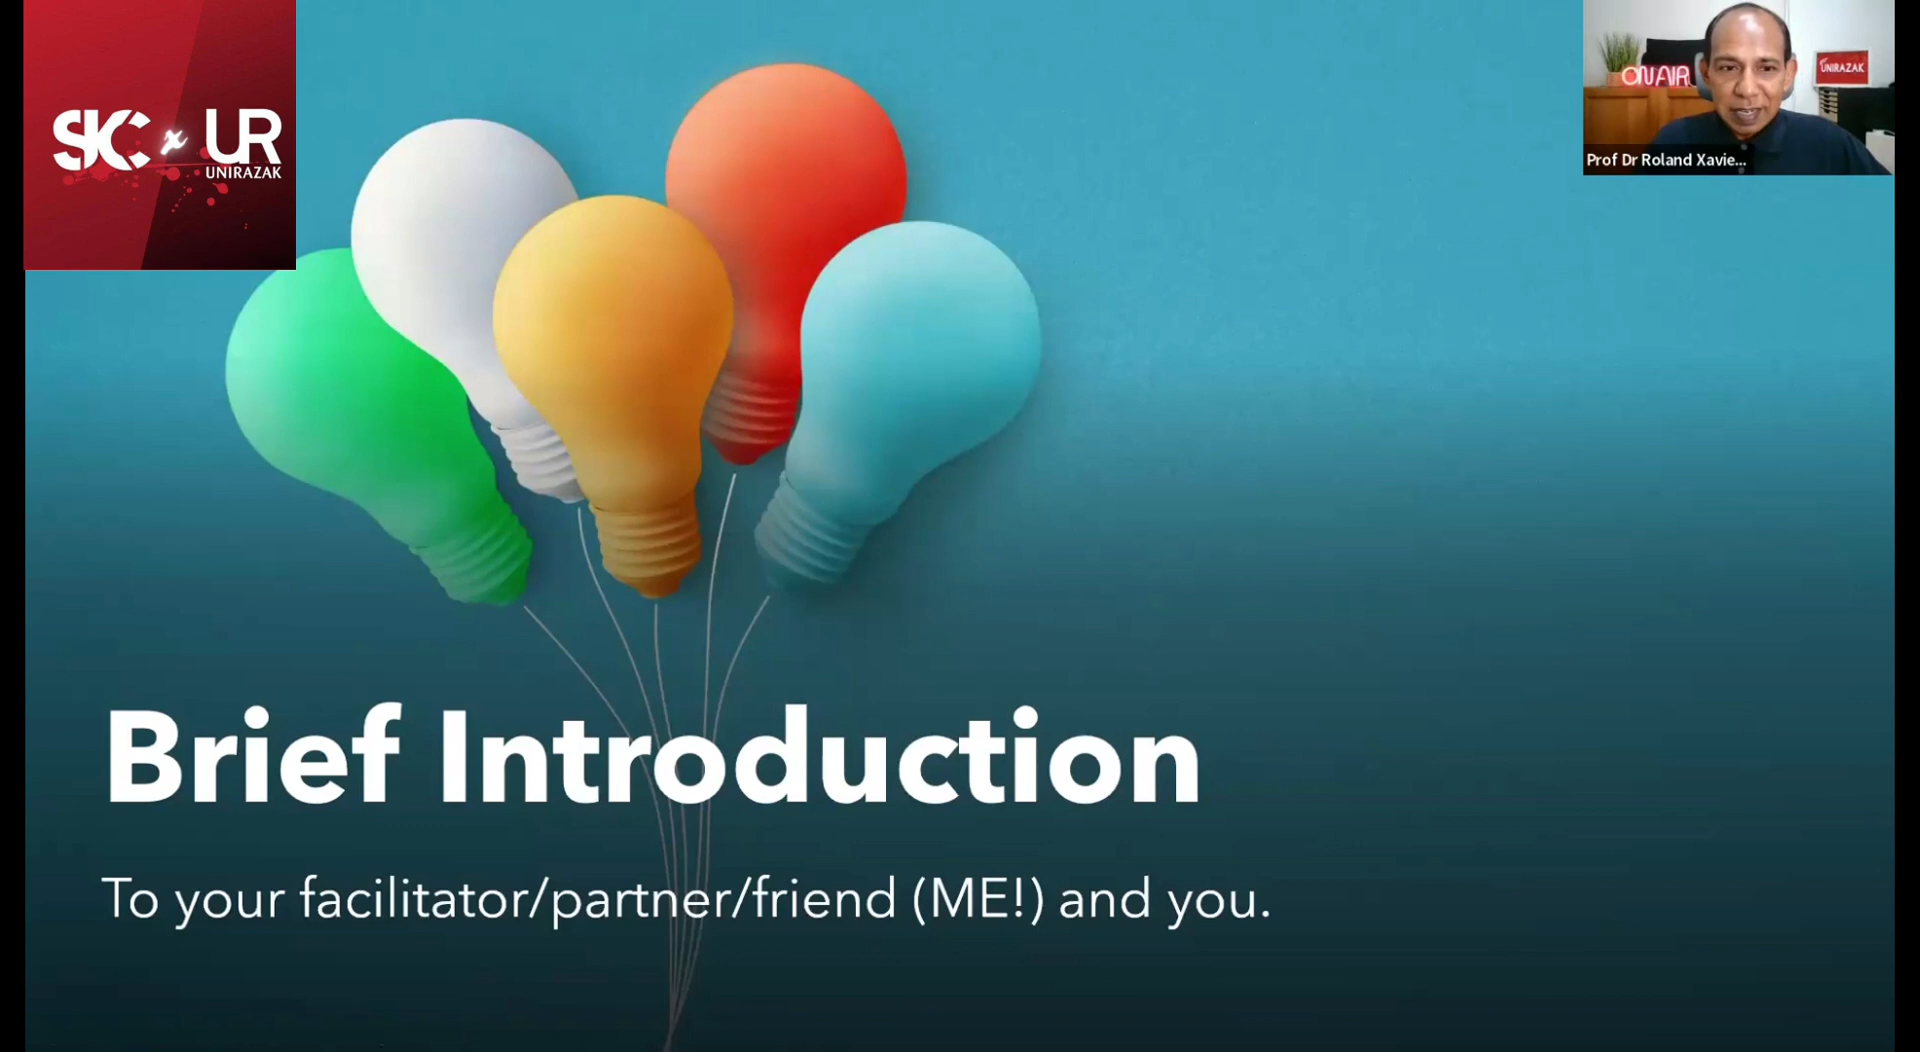 SKC x UR
UNIRAZAK
ON AIR
UNIRAZAK
Prof Dr Roland Xavie...
Brief Introduction
To your facilitator/partner/friend (ME!) and you.